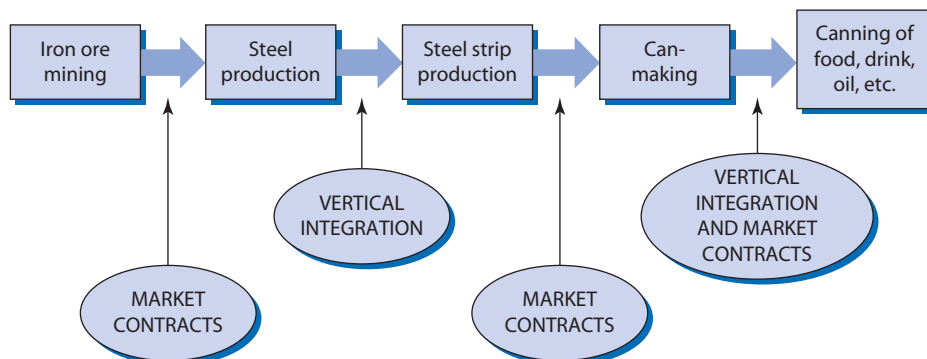 Iron ore
mining
Steel
production
Steel strip
production
Can-
making
Canning of
food, drink,
oil, etc.
MARKET
CONTRACTS
VERTICAL
INTEGRATION
MARKET
CONTRACTS
VERTICAL
INTEGRATION
AND MARKET
CONTRACTS